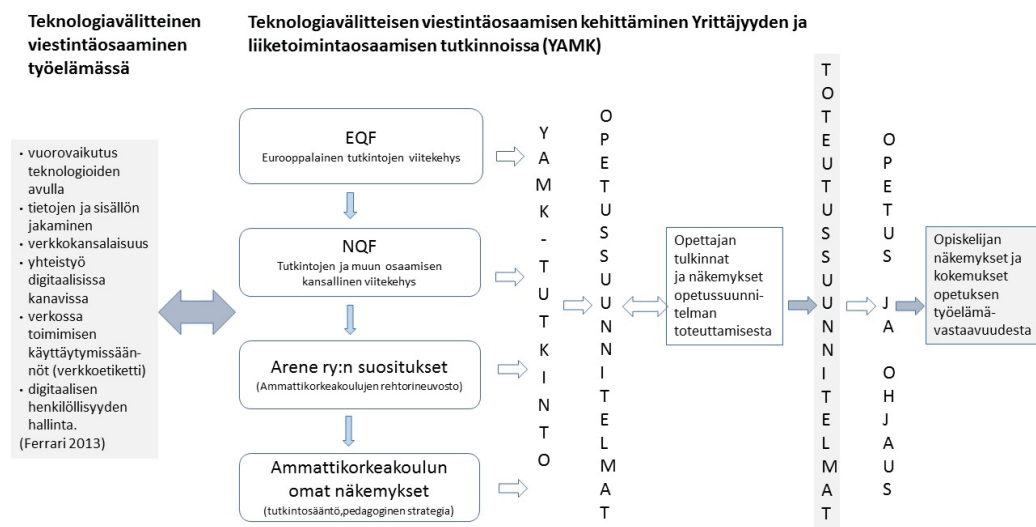 Teknologiavälitteinen
viestintäosaaminen
työelämässä
Teknologiavälitteisen viestintäosaamisen kehittäminen Yrittäjyyden ja
liiketoimintaosaamisen tutkinnoissa (YAMK)
• vuorovaikutus
teknologioiden
avulla
• tietojen ja sisällön
jakaminen
• verkkokansalaisuus
• yhteistyö
digitaalisissa
kanavissa
• verkossa
toimimisen
käyttäytymissään-
nöt (verkkoetiketti)
• digitaalisen
henkilöllisyyden
hallinta.
(Ferrari 2013)
EQF
Eurooppalainen tutkintojen viitekehys
NQF
Tutkintojen ja muun osaamisen
kansallinen viitekehys
Arene ry:n suositukset
(Ammattikorkeakoulujen rehtorineuvosto)
Ammattikorkeakoulun
omat näkemykset
(tutkintosääntö,pedagoginen strategia)
YAMK-TUTKINTO
OPETUSSUUNNITELMAT
Opettajan
tulkinnat
ja näkemykset
opetussuunni-
telman
toteuttamisesta
TOTEUTUSSUUNNITELMAT
OPETUS JA OHJAUS
Opiskelijan
näkemykset ja
kokemukset
opetuksen
työelämä-
vastaavuudesta